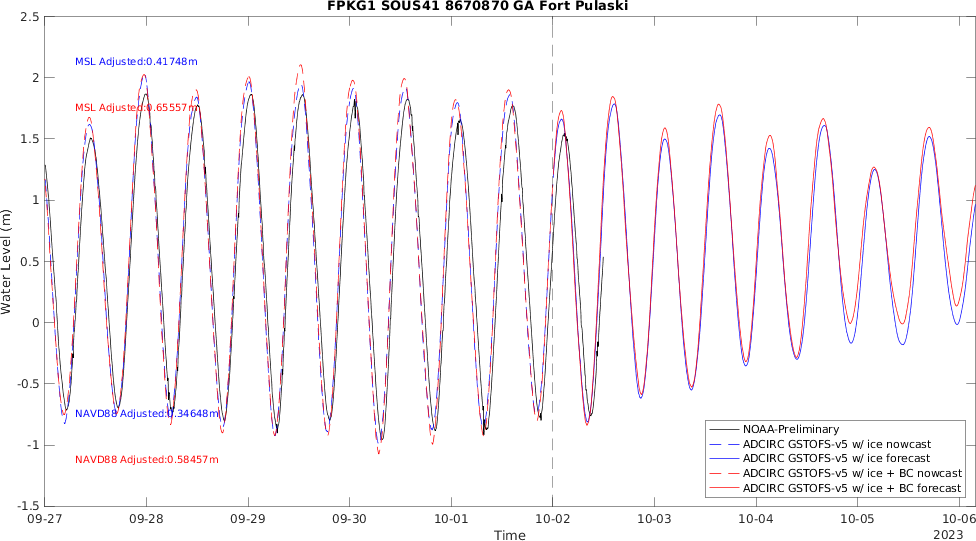 FPKG1 SOUS41 8670870 GA Fort Pulaski
2.5
MSL Adjusted:0.41748m
2
MSL Adjusted:0.65557m
1.5
1
0.5
0
-0.5
NAVD88 Adjusted:0.34648m
-1
NAVD88 Adjusted:0.58457m
-1.5
Water Level (m)
NOAA-Preliminary
ADCIRC GSTOFS-v5 w/ ice nowcast
ADCIRC GSTOFS-v5 w/ ice forecast
ADCIRC GSTOFS-v5 w/ ice + BC nowcast
ADCIRC GSTOFS-v5 w/ ice + BC forecast
09-27 09-28 09-29 09-30 10-01 10-02 10-03 10-04 10-05 10-06
Time
2023